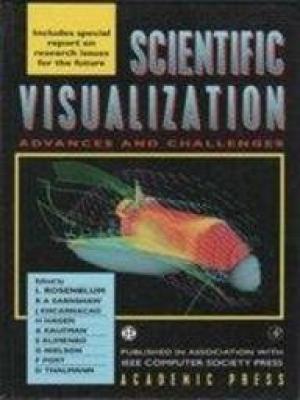 Includes special
report on
research issues
for the future
SCIENTIFIC
VISUALIZATION
ADVANCES AND CHALLENGES
Edited by
L ROSENBLUM
R A EARNSHAW
J ENCARNACAO
H HAGEN
A KAUFMAN
S KLIMENKO
G NIELSON
F POST
D THALMANN
PUBLISHED IN ASSOCIATION WITH
IEEE COMPUTER SOCIETY PRESS
ACADEMIC PRESS